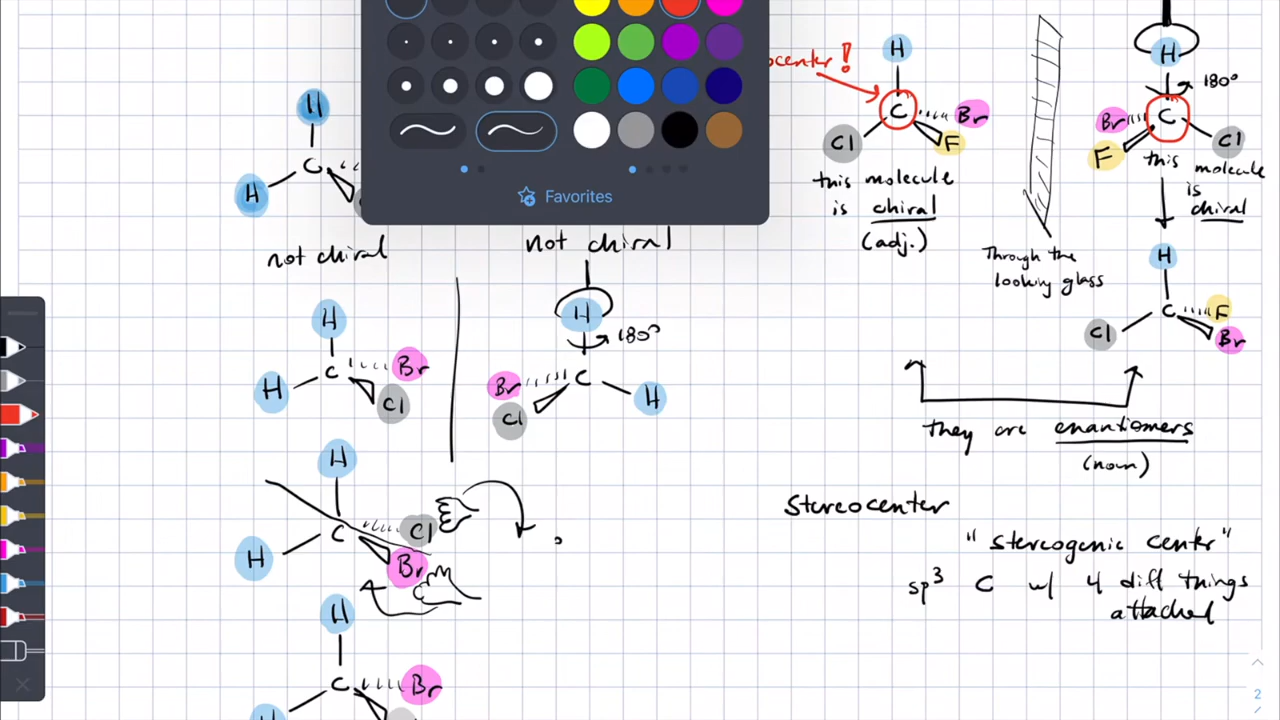 Favorites
H
C
H
not chiral
not chiral
H
180°
H
C
Br
H
Cl
Br
C
H
Cl
H
C
Cl
H
Br
H
C
Br
H
ocenter!
H
C
Br
Cl
F
this molecule
is chiral
(adj.)
Through the
looking glass
H
180°
Br
C
F
Cl
this molecule
is
chiral
H
C
F
Cl
Br
they are enantiomers
(noun)
Stereocenter
"stereogenic center"
sp³ C w/ 4 diff things
attached
2